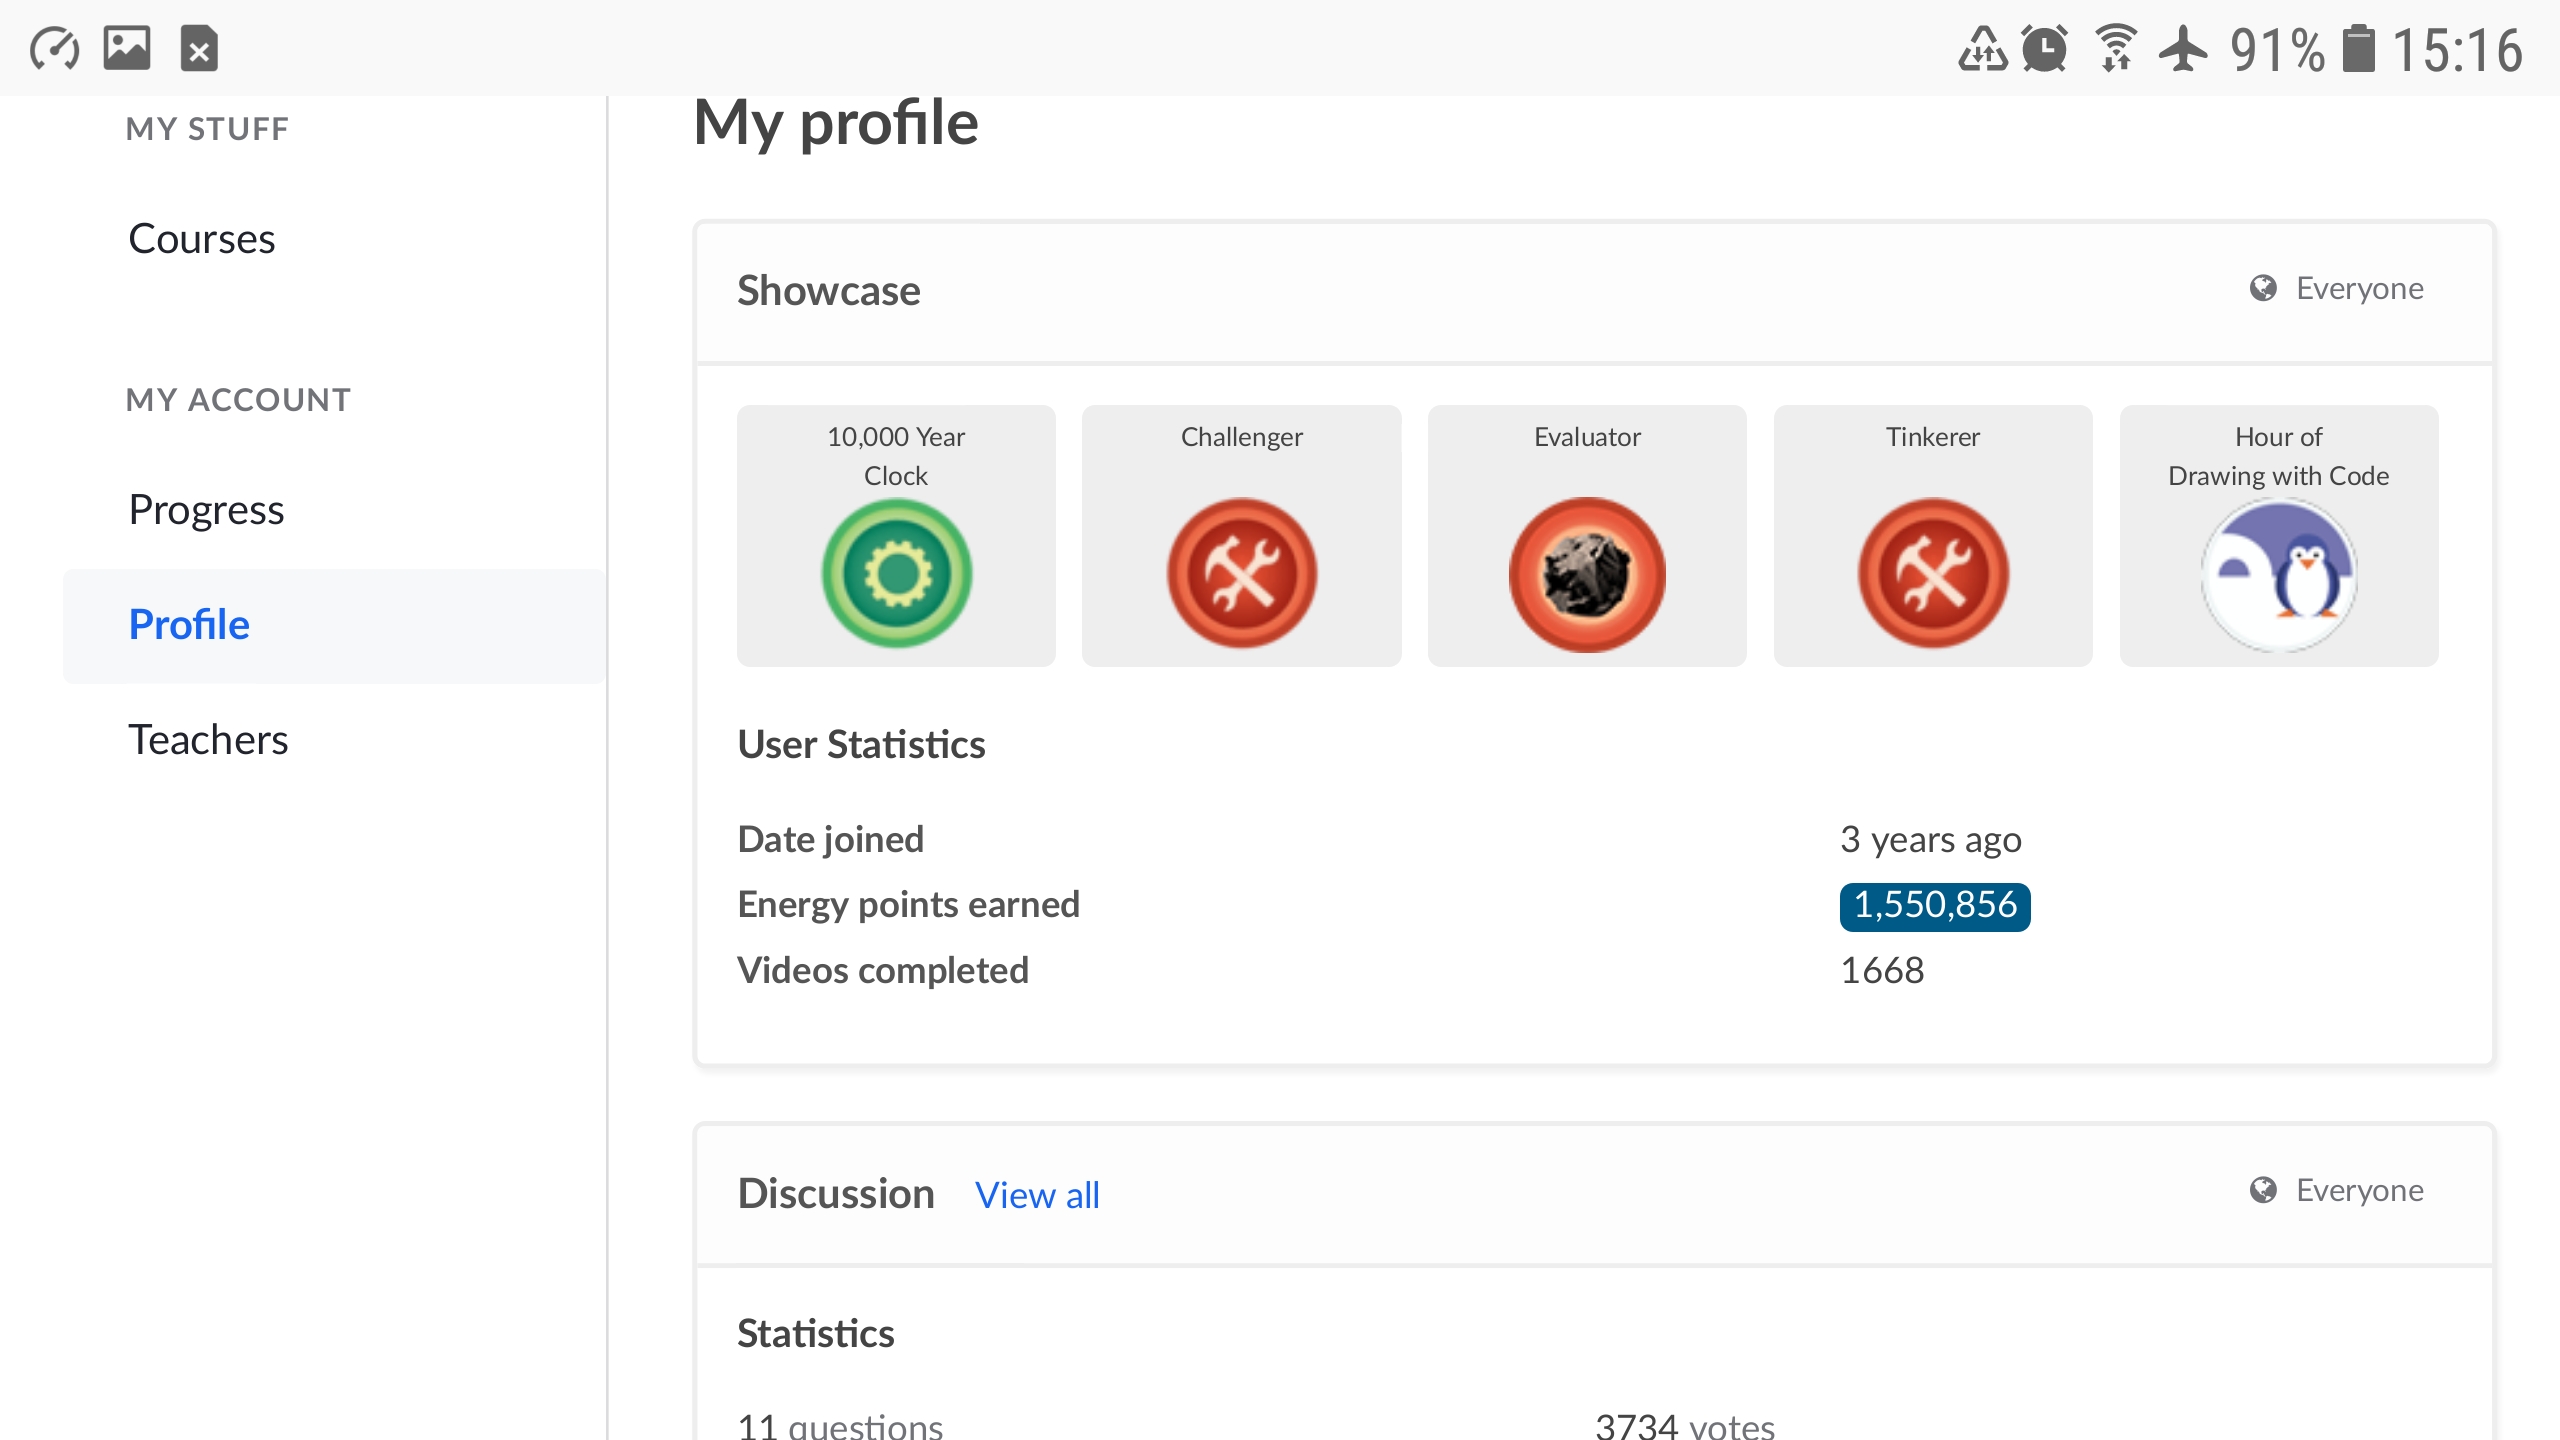 91% 15:16
MY STUFF
Courses
MY ACCOUNT
Progress
Profile
Teachers
My profile
Showcase
Everyone
10,000 Year
Clock
Challenger
Evaluator
Tinkerer
Hour of
Drawing with Code
User Statistics
Date joined 3 years ago
Energy points earned 1,550,856
Videos completed 1668
Discussion View all
Everyone
Statistics
11 questions 3734 votes